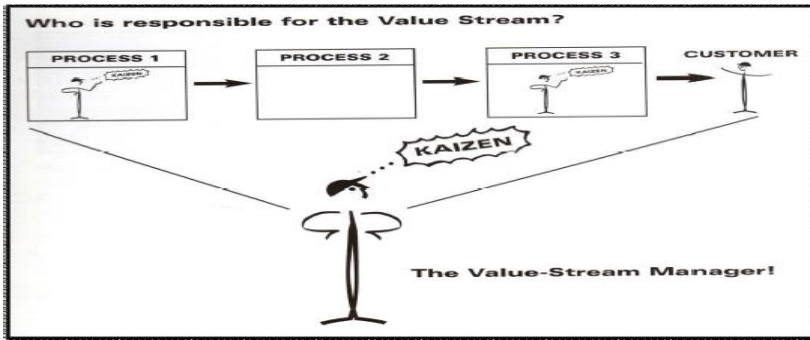 Who is responsible for the Value Stream?
PROCESS 1
PROCESS 2
PROCESS 3
CUSTOMER
KAIZEN
KAIZEN
KAIZEN
The Value-Stream Manager!